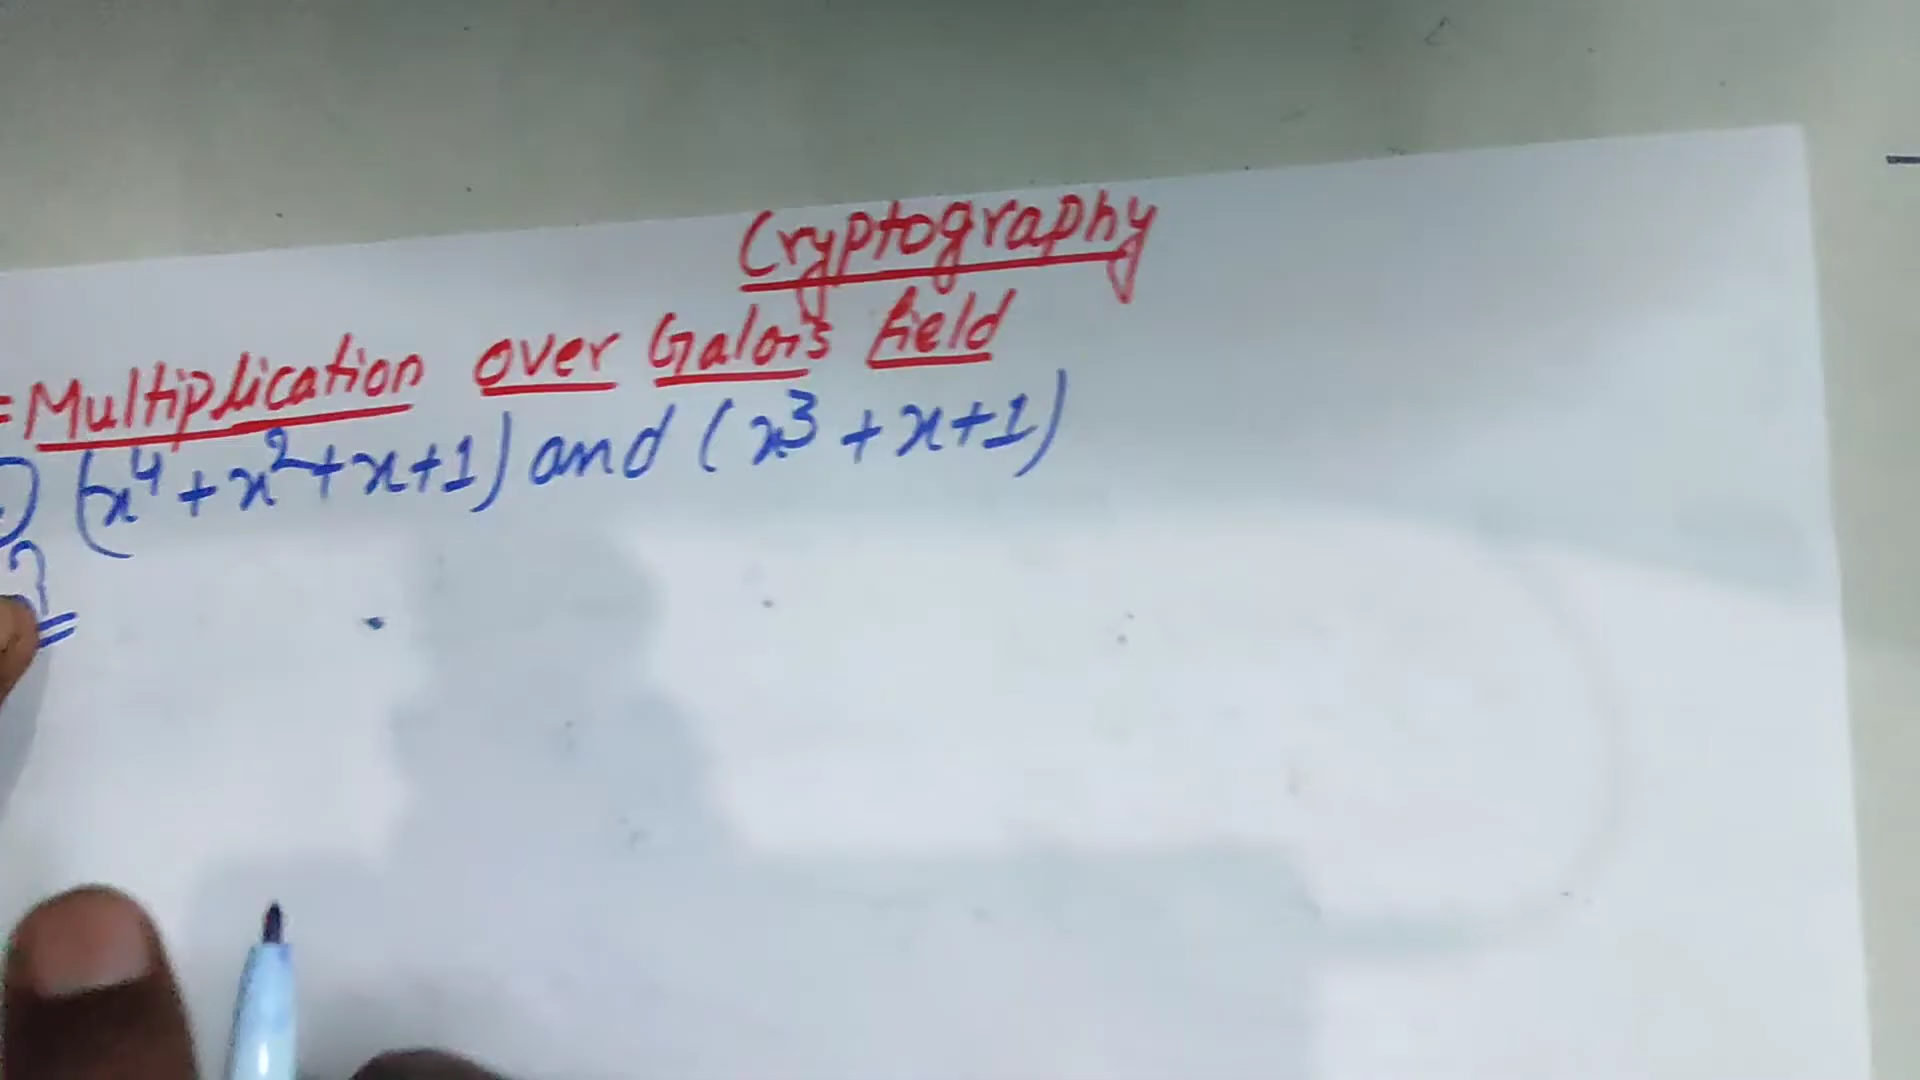 Cryptography
=Multiplication over Galois field
) (x⁴+x²+x+1) and (x³+x+1)